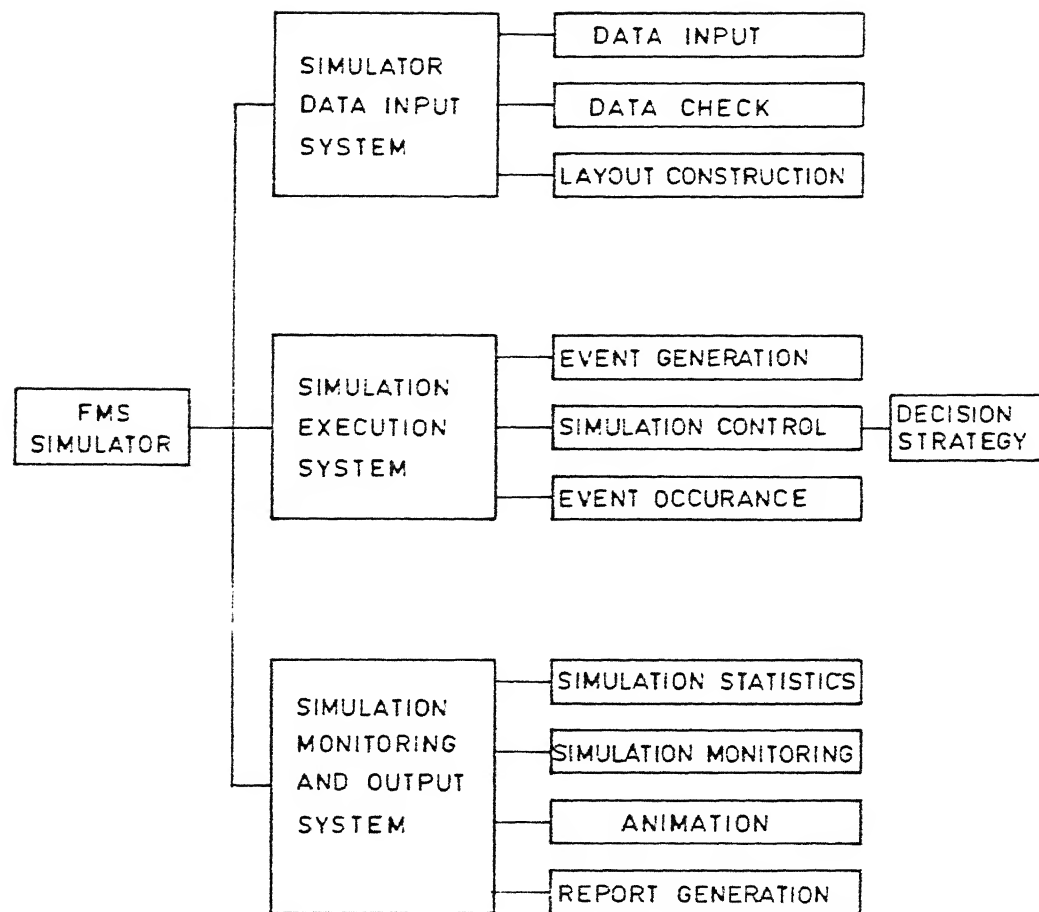 FMS
SIMULATOR
SIMULATOR
DATA INPUT
SYSTEM
DATA INPUT
DATA CHECK
LAYOUT CONSTRUCTION
SIMULATION
EXECUTION
SYSTEM
EVENT GENERATION
SIMULATION CONTROL
EVENT OCCURANCE
DECISION
STRATEGY
SIMULATION
MONITORING
AND OUTPUT
SYSTEM
SIMULATION STATISTICS
SIMULATION MONITORING
ANIMATION
REPORT GENERATION